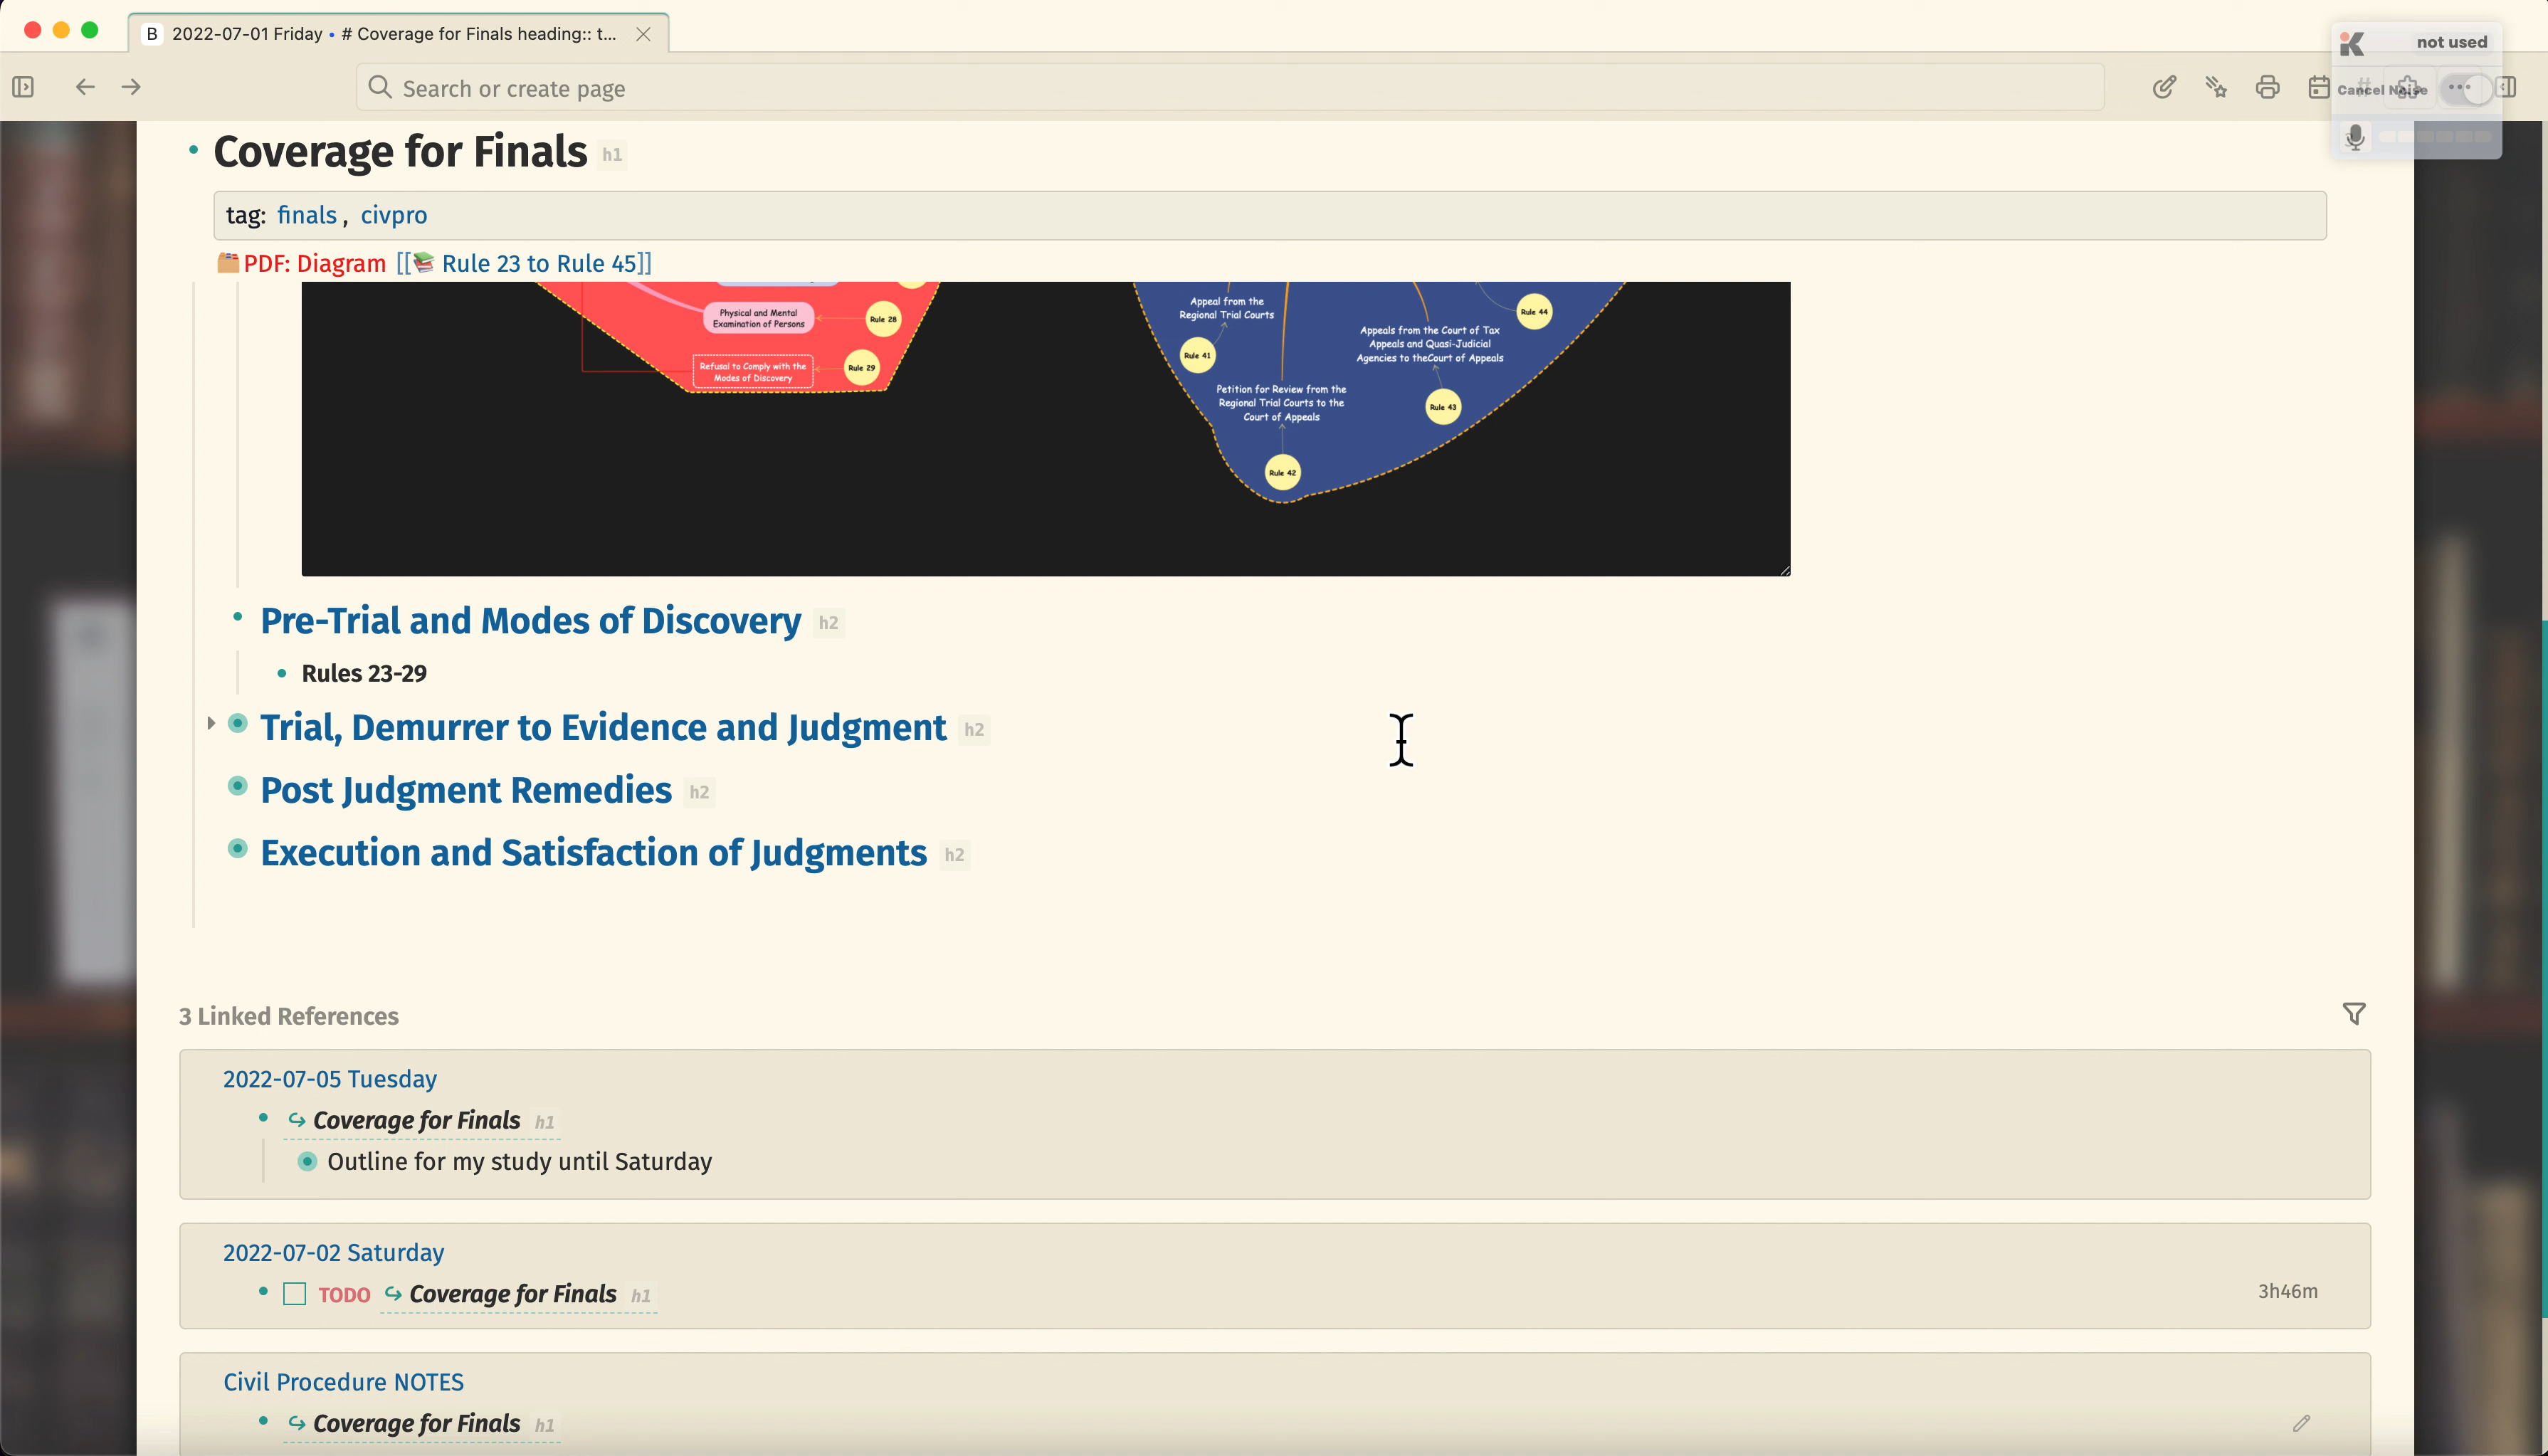 B 2022-07-01 Friday • # Coverage for Finals heading:: t...
not used
Search or create page
Cancel Noise
Coverage for Finals h1
tag: finals , civpro
PDF: Diagram [[📚 Rule 23 to Rule 45]]
Physical and Mental
Examination of Persons
Rule 28
Refusal to Comply with the
Modes of Discovery
Rule 29
Appeal from the
Regional Trial Courts
Rule 41
Rule 44
Appeals from the Court of Tax
Appeals and Quasi-Judicial
Agencies to theCourt of Appeals
Petition for Review from the
Regional Trial Courts to the
Court of Appeals
Rule 43
Rule 42
Pre-Trial and Modes of Discovery h2
Rules 23-29
Trial, Demurrer to Evidence and Judgment h2
Post Judgment Remedies h2
Execution and Satisfaction of Judgments h2
3 Linked References
2022-07-05 Tuesday
Coverage for Finals h1
Outline for my study until Saturday
2022-07-02 Saturday
TODO Coverage for Finals h1
3h46m
Civil Procedure NOTES
Coverage for Finals h1